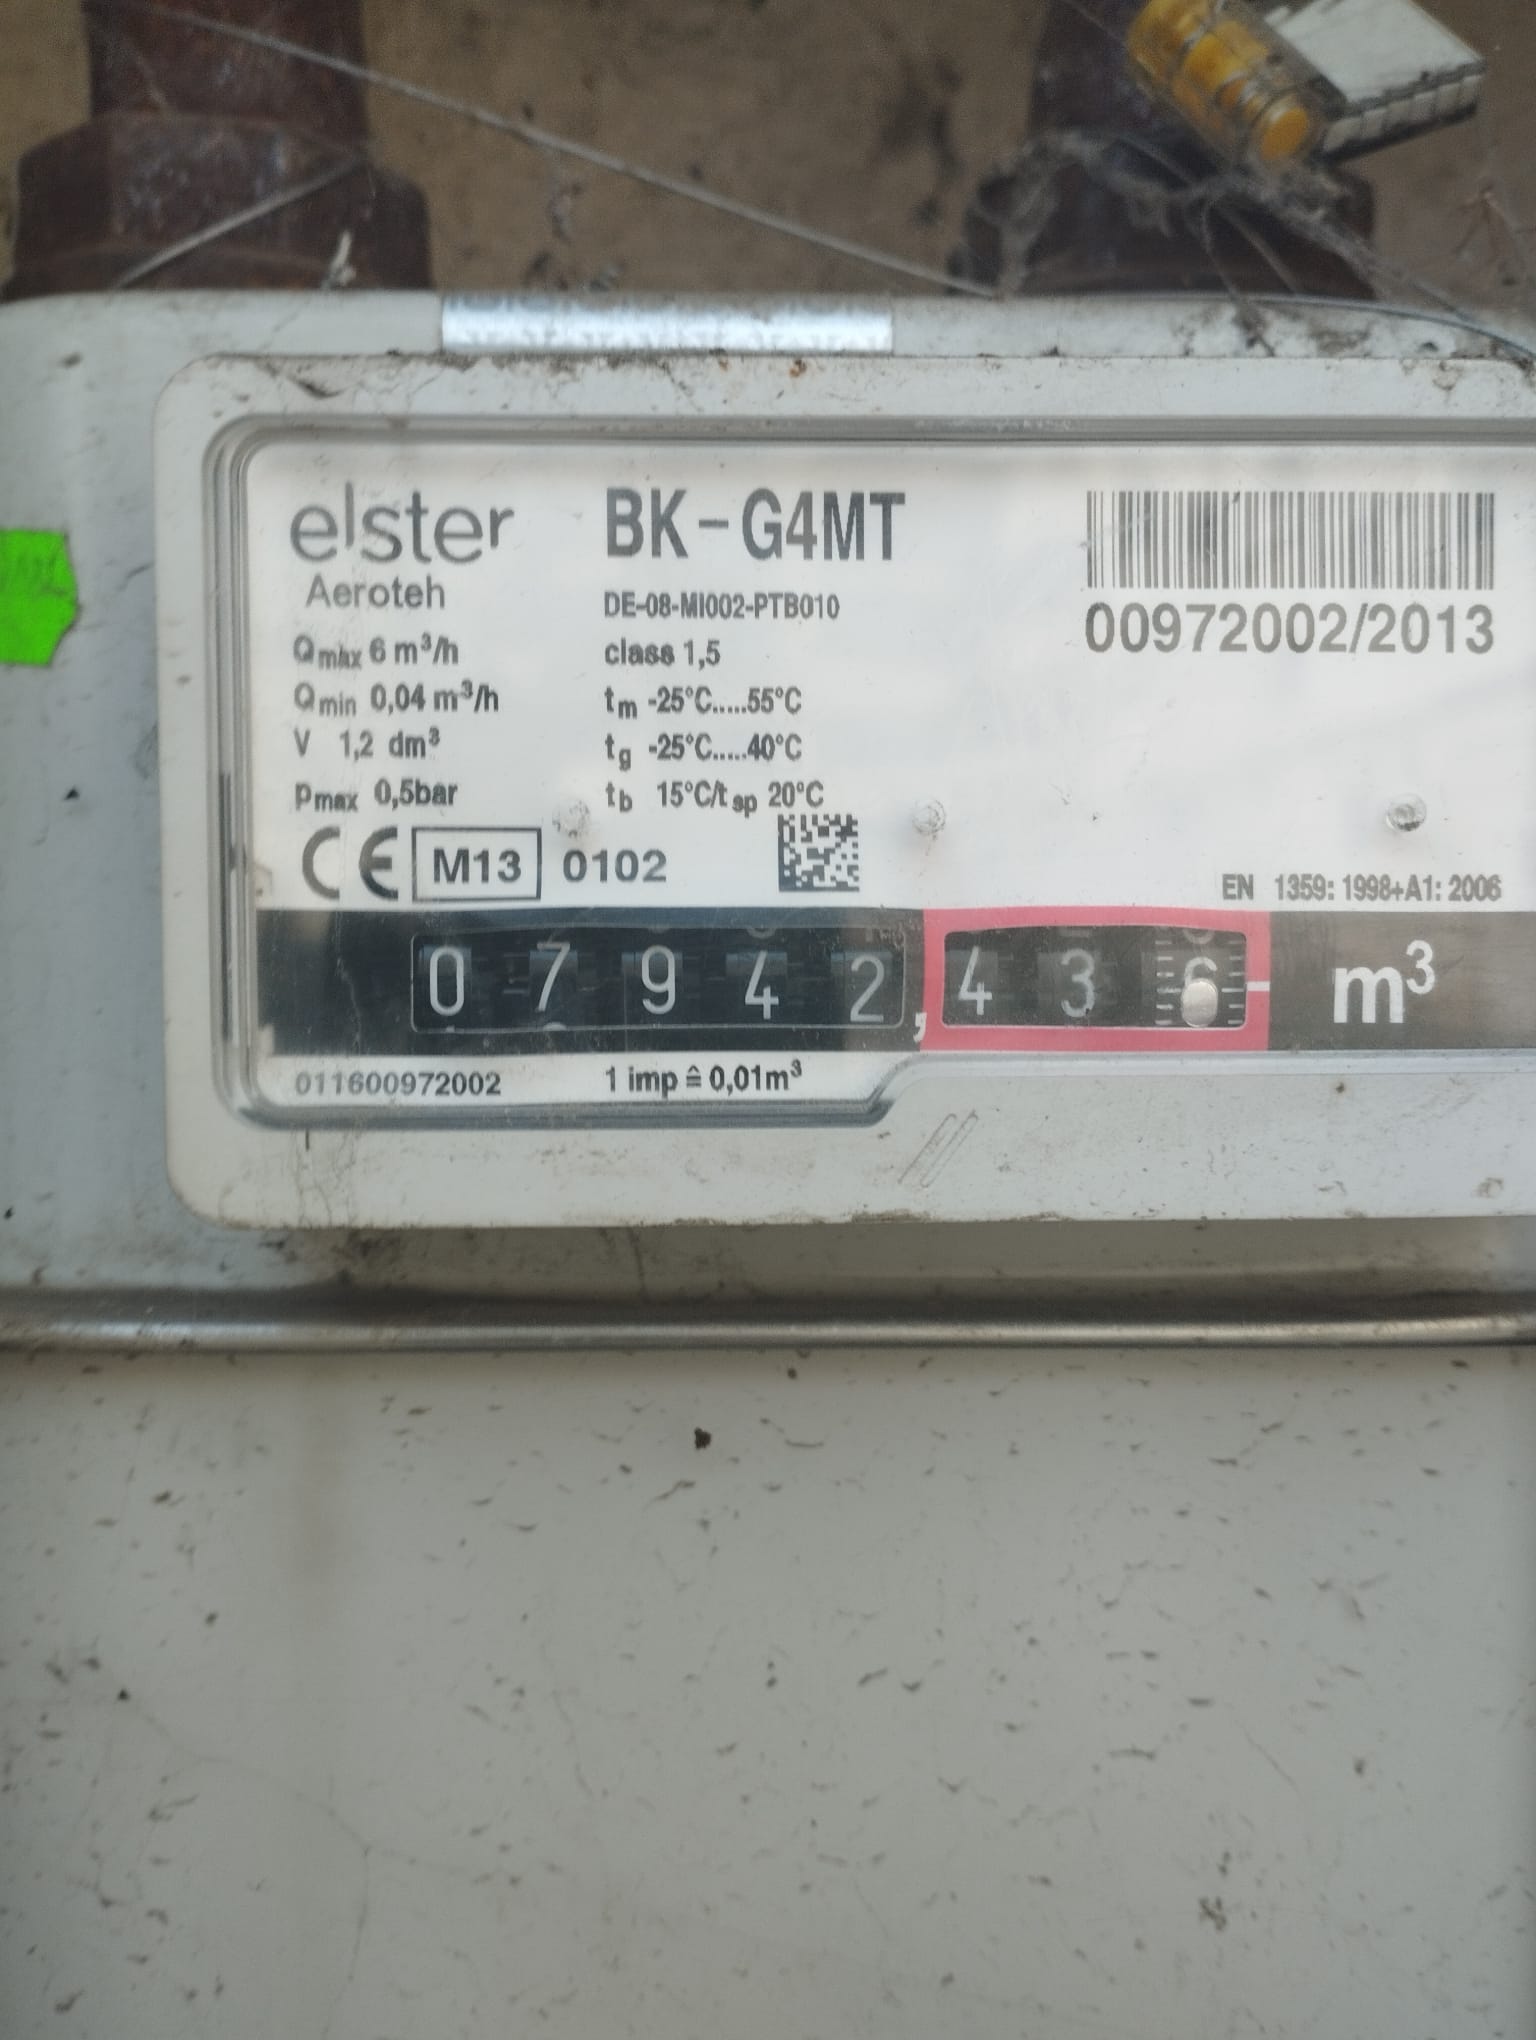 elster BK-G4MT
Aeroteh DE-08-MI002-PTB010
00972002/2013
Qmax 6 m³/h class 1,5
Qmin 0,04 m³/h tm -25°C.....55°C
V 1,2 dm³ tg -25°C.....40°C
pmax 0,5bar tb 15°C/tsp 20°C
CE M13 0102
EN 1359: 1998+A1: 2006
07942,436 m³
011600972002 1 imp ≙ 0,01m³